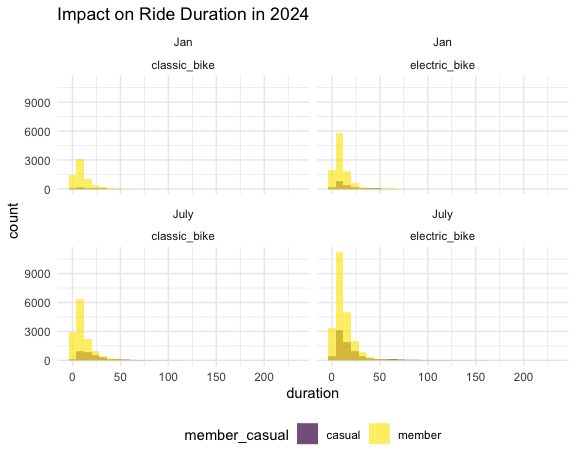 Impact on Ride Duration in 2024
Jan
Jan
classic_bike
electric_bike
9000
6000
3000
0
July
July
classic_bike
electric_bike
9000
6000
3000
0
count
0 50 100 150 200
0 50 100 150 200
duration
member_casual casual member